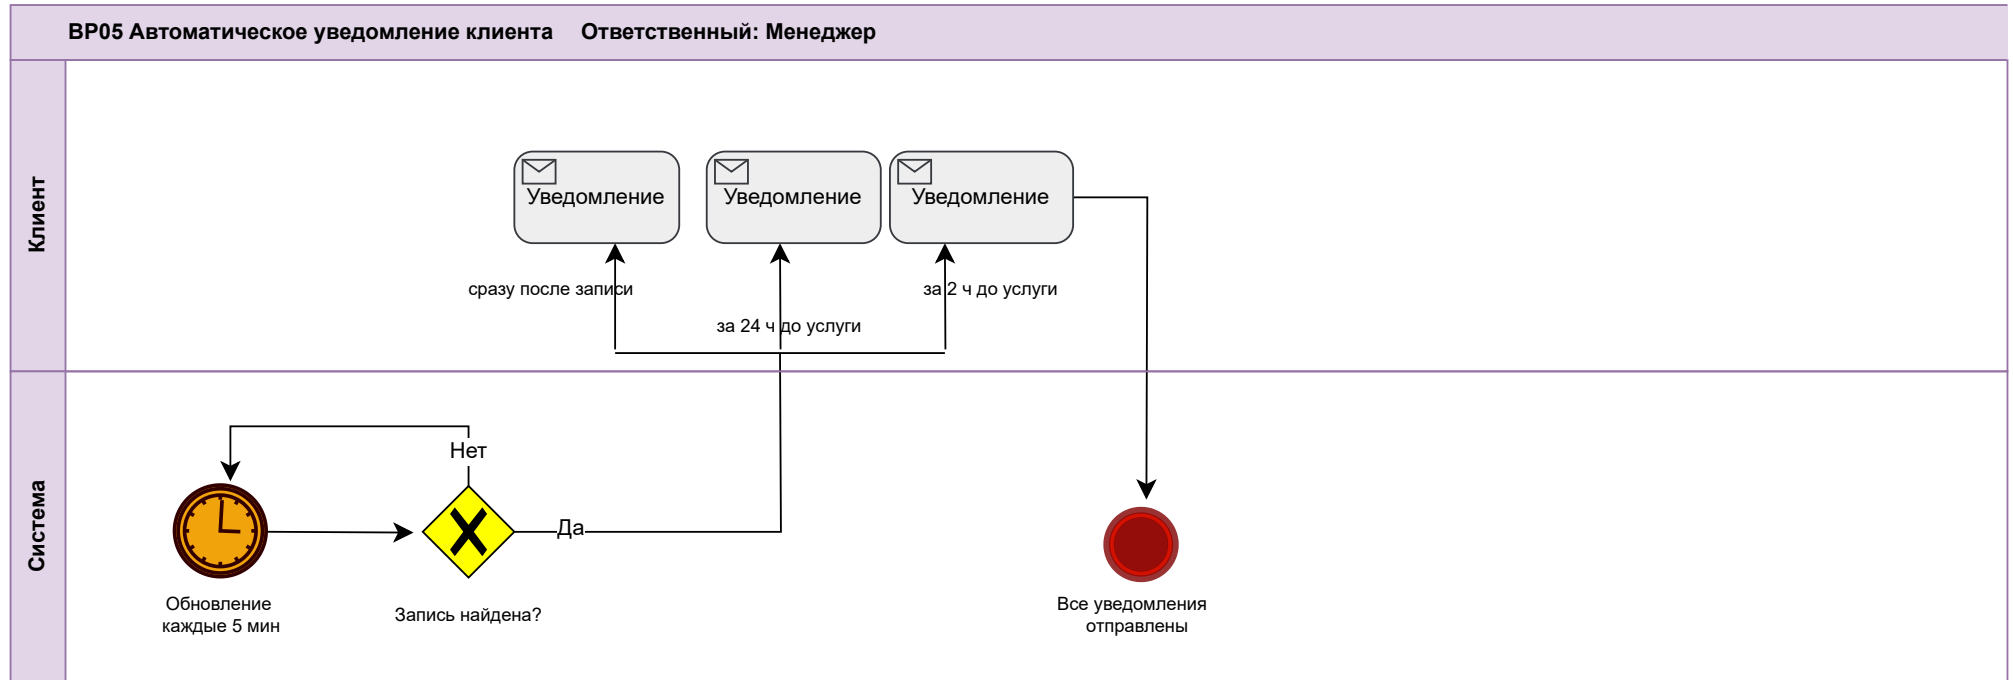 BP05 Автоматическое уведомление клиента Ответственный: Менеджер
Клиент
Уведомление
Уведомление
Уведомление
сразу после записи
за 2 ч до услуги
за 24 ч до услуги
Система
Нет
Да
Обновление
каждые 5 мин
Запись найдена?
Все уведомления
отправлены